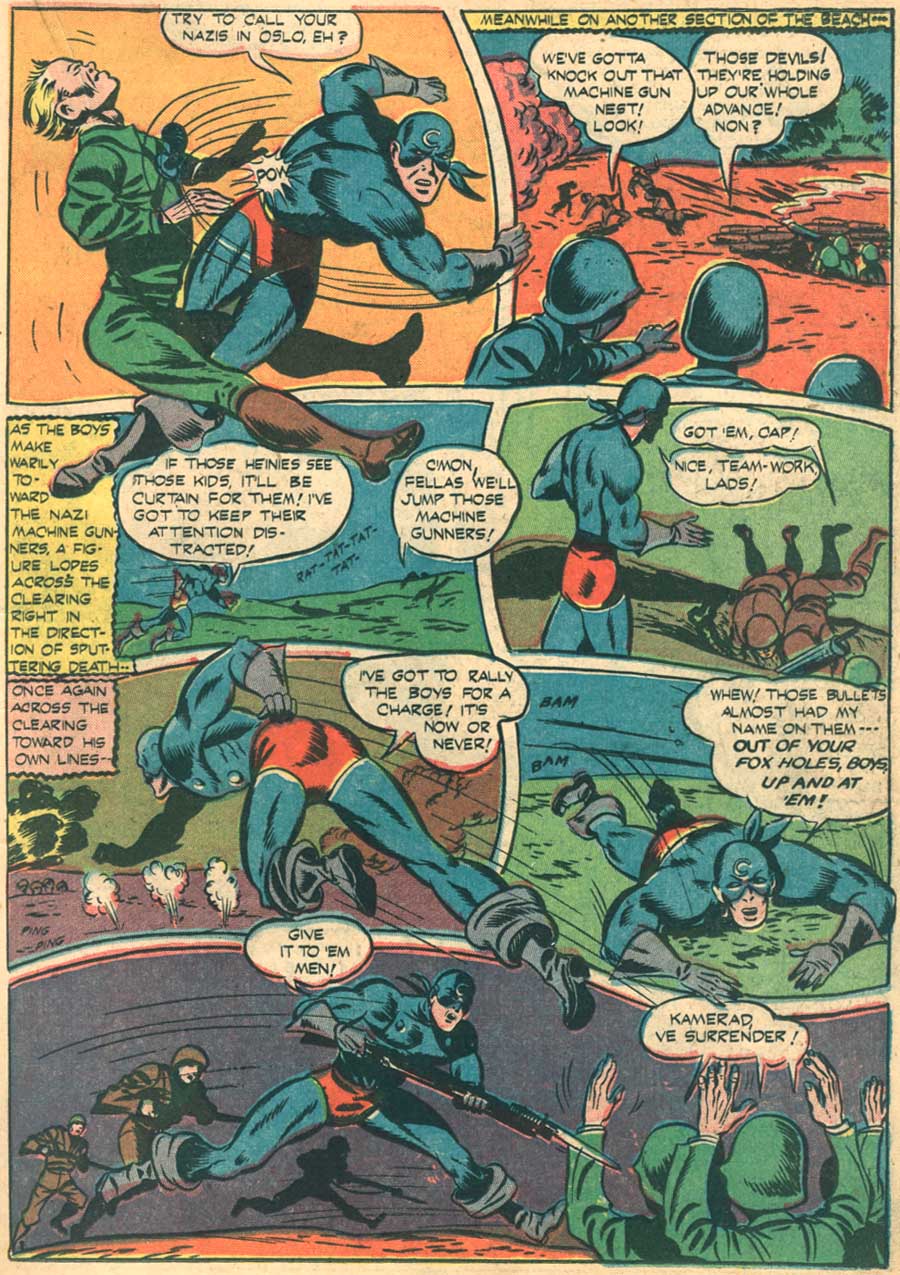 TRY TO CALL YOUR
NAZIS IN OSLO, EH?
POW
C
MEANWHILE ON ANOTHER SECTION OF THE BEACH---
WE'VE GOTTA
KNOCK OUT THAT
MACHINE GUN
NEST!
LOOK!
THOSE DEVILS!
THEY'RE HOLDING
UP OUR WHOLE
ADVANCE!
NON?
AS THE BOYS
MAKE
WARILY
TO-
WARD
THE NAZI
MACHINE GUN-
NERS, A FIG-
URE LOPES
ACROSS THE
CLEARING
RIGHT IN
THE DIRECT-
ION OF SPUT-
TERING DEATH--
IF THOSE HEINIES SEE
THOSE KIDS, IT'LL BE
CURTAIN FOR THEM! I'VE
GOT TO KEEP THEIR
ATTENTION DIS-
TRACTED!
RAT-TAT-TAT-
TAT-
C'MON,
FELLAS WE'LL
JUMP THOSE
MACHINE
GUNNERS!
GOT 'EM, CAP!
NICE, TEAM-WORK,
LADS!
ONCE AGAIN
ACROSS THE
CLEARING
TOWARD HIS
OWN LINES--
I'VE GOT TO RALLY
THE BOYS FOR A
CHARGE! IT'S
NOW OR
NEVER!
PING
PING
BAM
BAM
WHEW! THOSE BULLETS
ALMOST HAD MY
NAME ON THEM---
OUT OF YOUR
FOX HOLES, BOYS,
UP AND AT
'EM!
C
GIVE
IT TO 'EM
MEN!
C
KAMERAD,
VE SURRENDER!